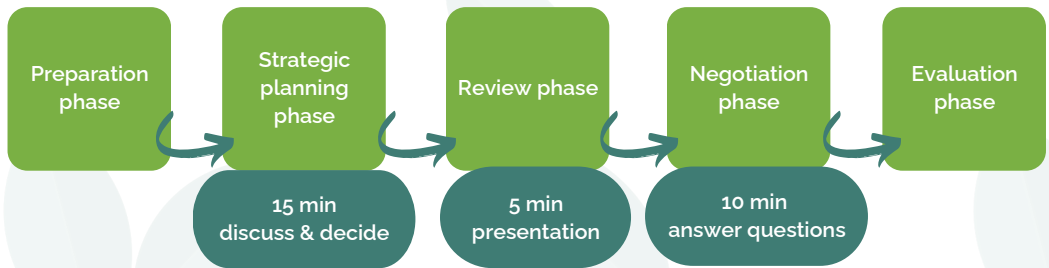 Preparation
phase
Strategic
planning
phase
Review phase
Negotiation
phase
Evaluation
phase
15 min
discuss & decide
5 min
presentation
10 min
answer questions